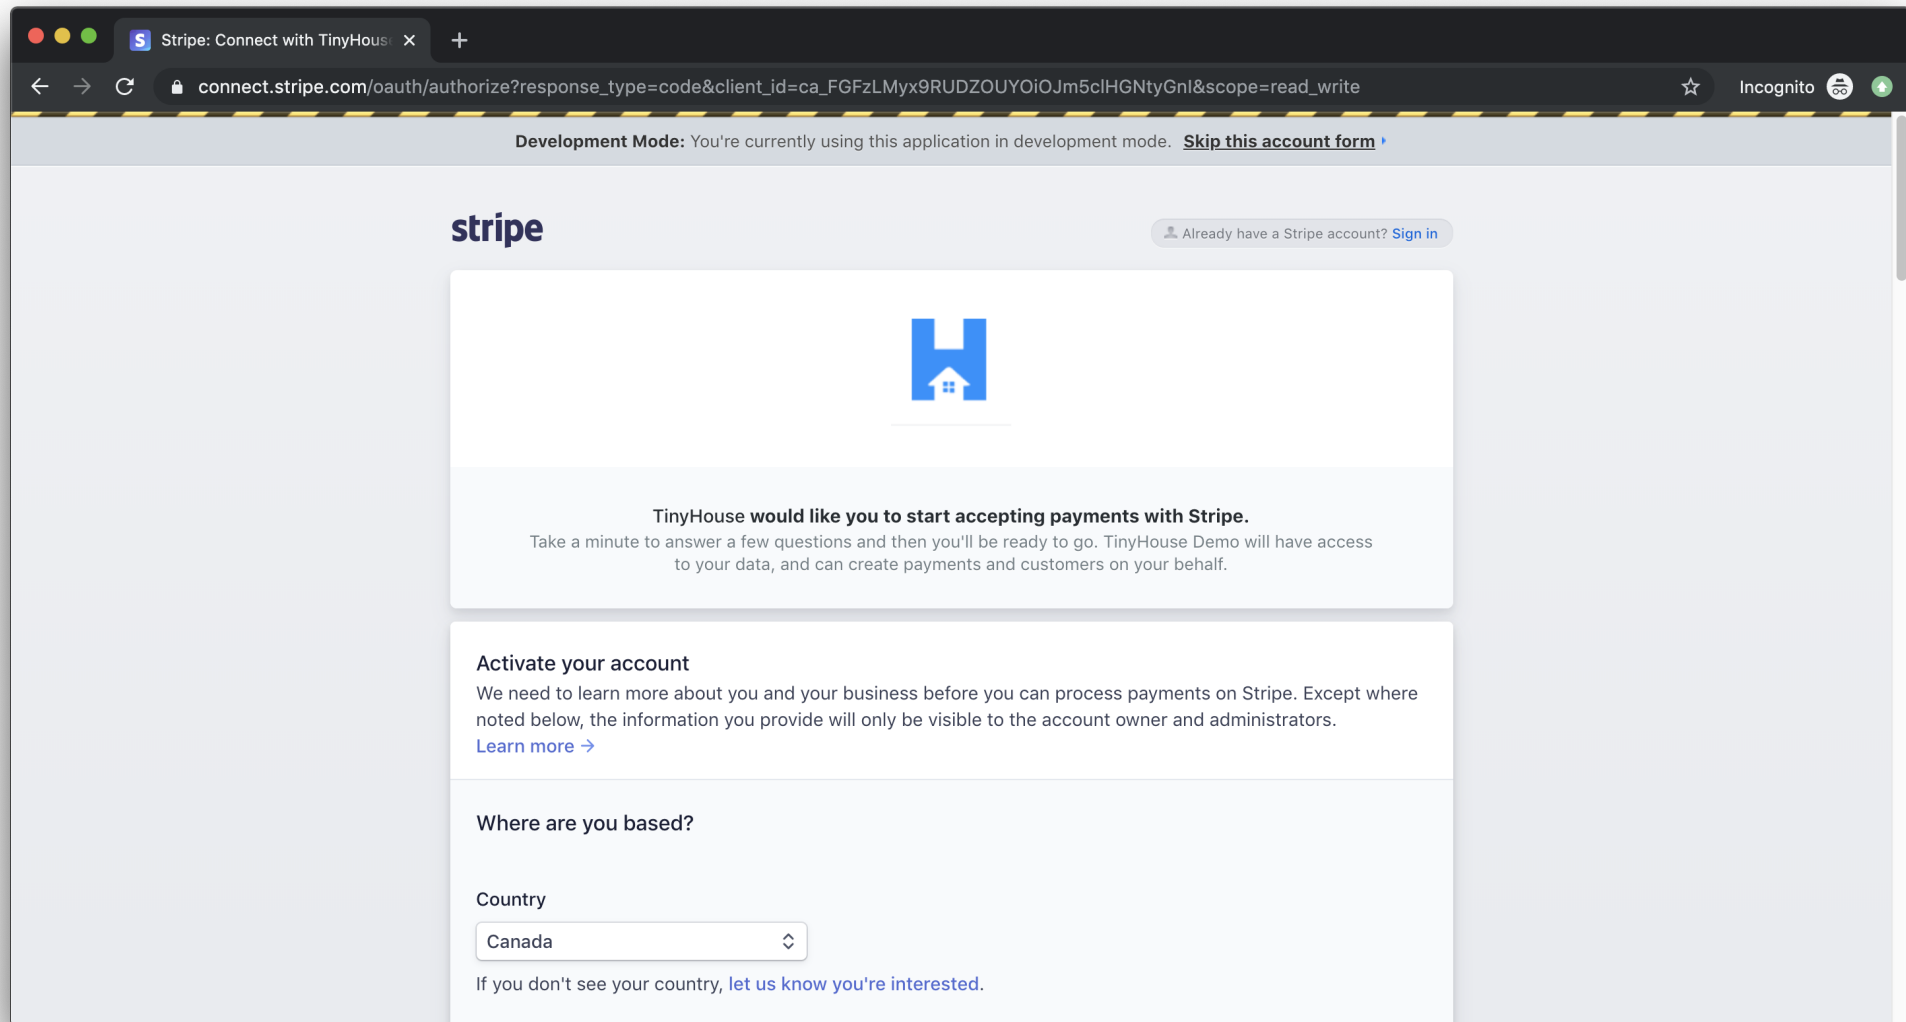 Stripe: Connect with TinyHous
connect.stripe.com/oauth/authorize?response_type=code&client_id=ca_FGFzLMyx9RUDZOUYOiOJm5clHGNtyGnI&scope=read_write
Incognito
Development Mode: You're currently using this application in development mode. Skip this account form
stripe
Already have a Stripe account? Sign in
TinyHouse would like you to start accepting payments with Stripe.
Take a minute to answer a few questions and then you'll be ready to go. TinyHouse Demo will have access
to your data, and can create payments and customers on your behalf.
Activate your account
We need to learn more about you and your business before you can process payments on Stripe. Except where
noted below, the information you provide will only be visible to the account owner and administrators.
Learn more →
Where are you based?
Country
Canada
If you don't see your country, let us know you're interested.